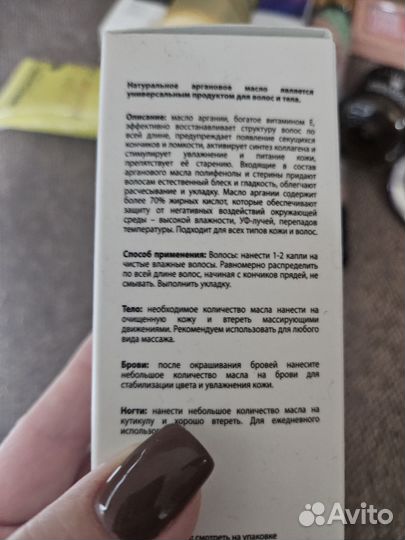 Натуральное аргановое масло является
универсальным продуктом для волос и тела.
Описание: масло аргании, богатое витамином Е,
эффективно восстанавливает структуру волос по
всей длине, предупреждает появление секущихся
кончиков и ломкости, активирует синтез коллагена и
стимулирует увлажнение и питание кожи,
препятствует её старению. Входящие в состав
арганового масла полифенолы и стерины придают
волосам естественный блеск и гладкость, облегчают
расчесывание и укладку. Масло аргании содержит
более 70% жирных кислот, которые обеспечивают
защиту от негативных воздействий окружающей
среды – высокой влажности, УФ-лучей, перепадов
температуры. Подходит для всех типов кожи и волос.
Способ применения: Волосы: нанести 1-2 капли на
чистые влажные волосы. Равномерно распределить
по всей длине волос, начиная с кончиков прядей, не
смывать. Выполнить укладку.
Тело: необходимое количество масла нанести на
очищенную кожу и втереть массирующими
движениями. Рекомендуем использовать для любого
вида массажа.
Брови: после окрашивания бровей нанесите
небольшое количество масла на брови для
стабилизации цвета и увлажнения кожи.
Ногти: нанести небольшое количество масла на
кутикулу и хорошо втереть. Для ежедневного
использов
смотреть на упаковке
Avito